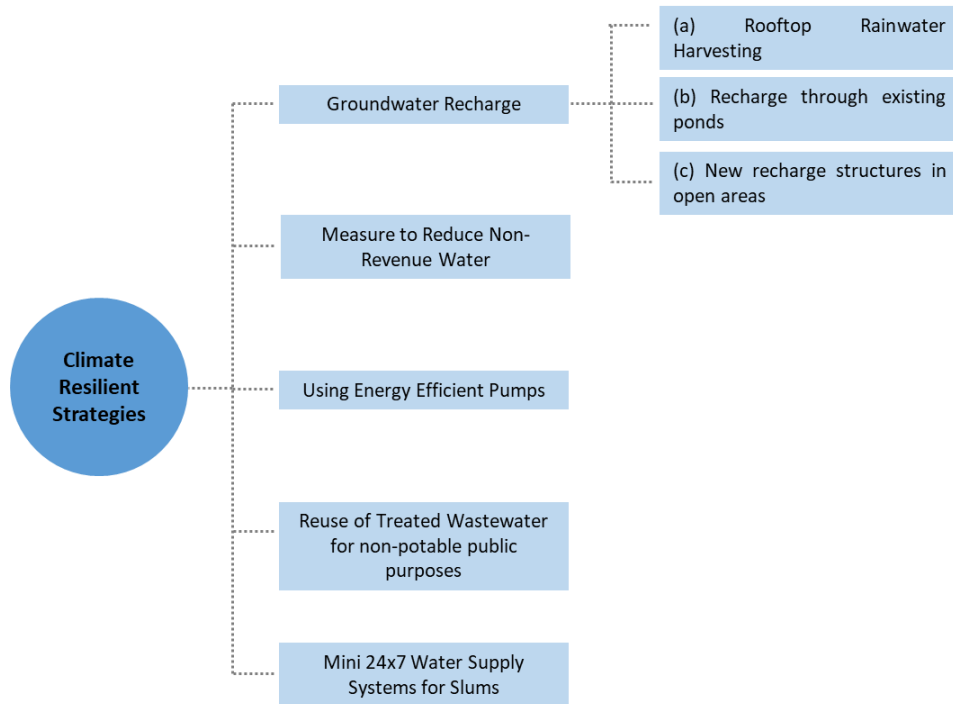 Climate
Resilient
Strategies
Groundwater Recharge
(a) Rooftop Rainwater
Harvesting
(b) Recharge through existing
ponds
(c) New recharge structures in
open areas
Measure to Reduce Non-
Revenue Water
Using Energy Efficient Pumps
Reuse of Treated Wastewater
for non-potable public
purposes
Mini 24x7 Water Supply
Systems for Slums